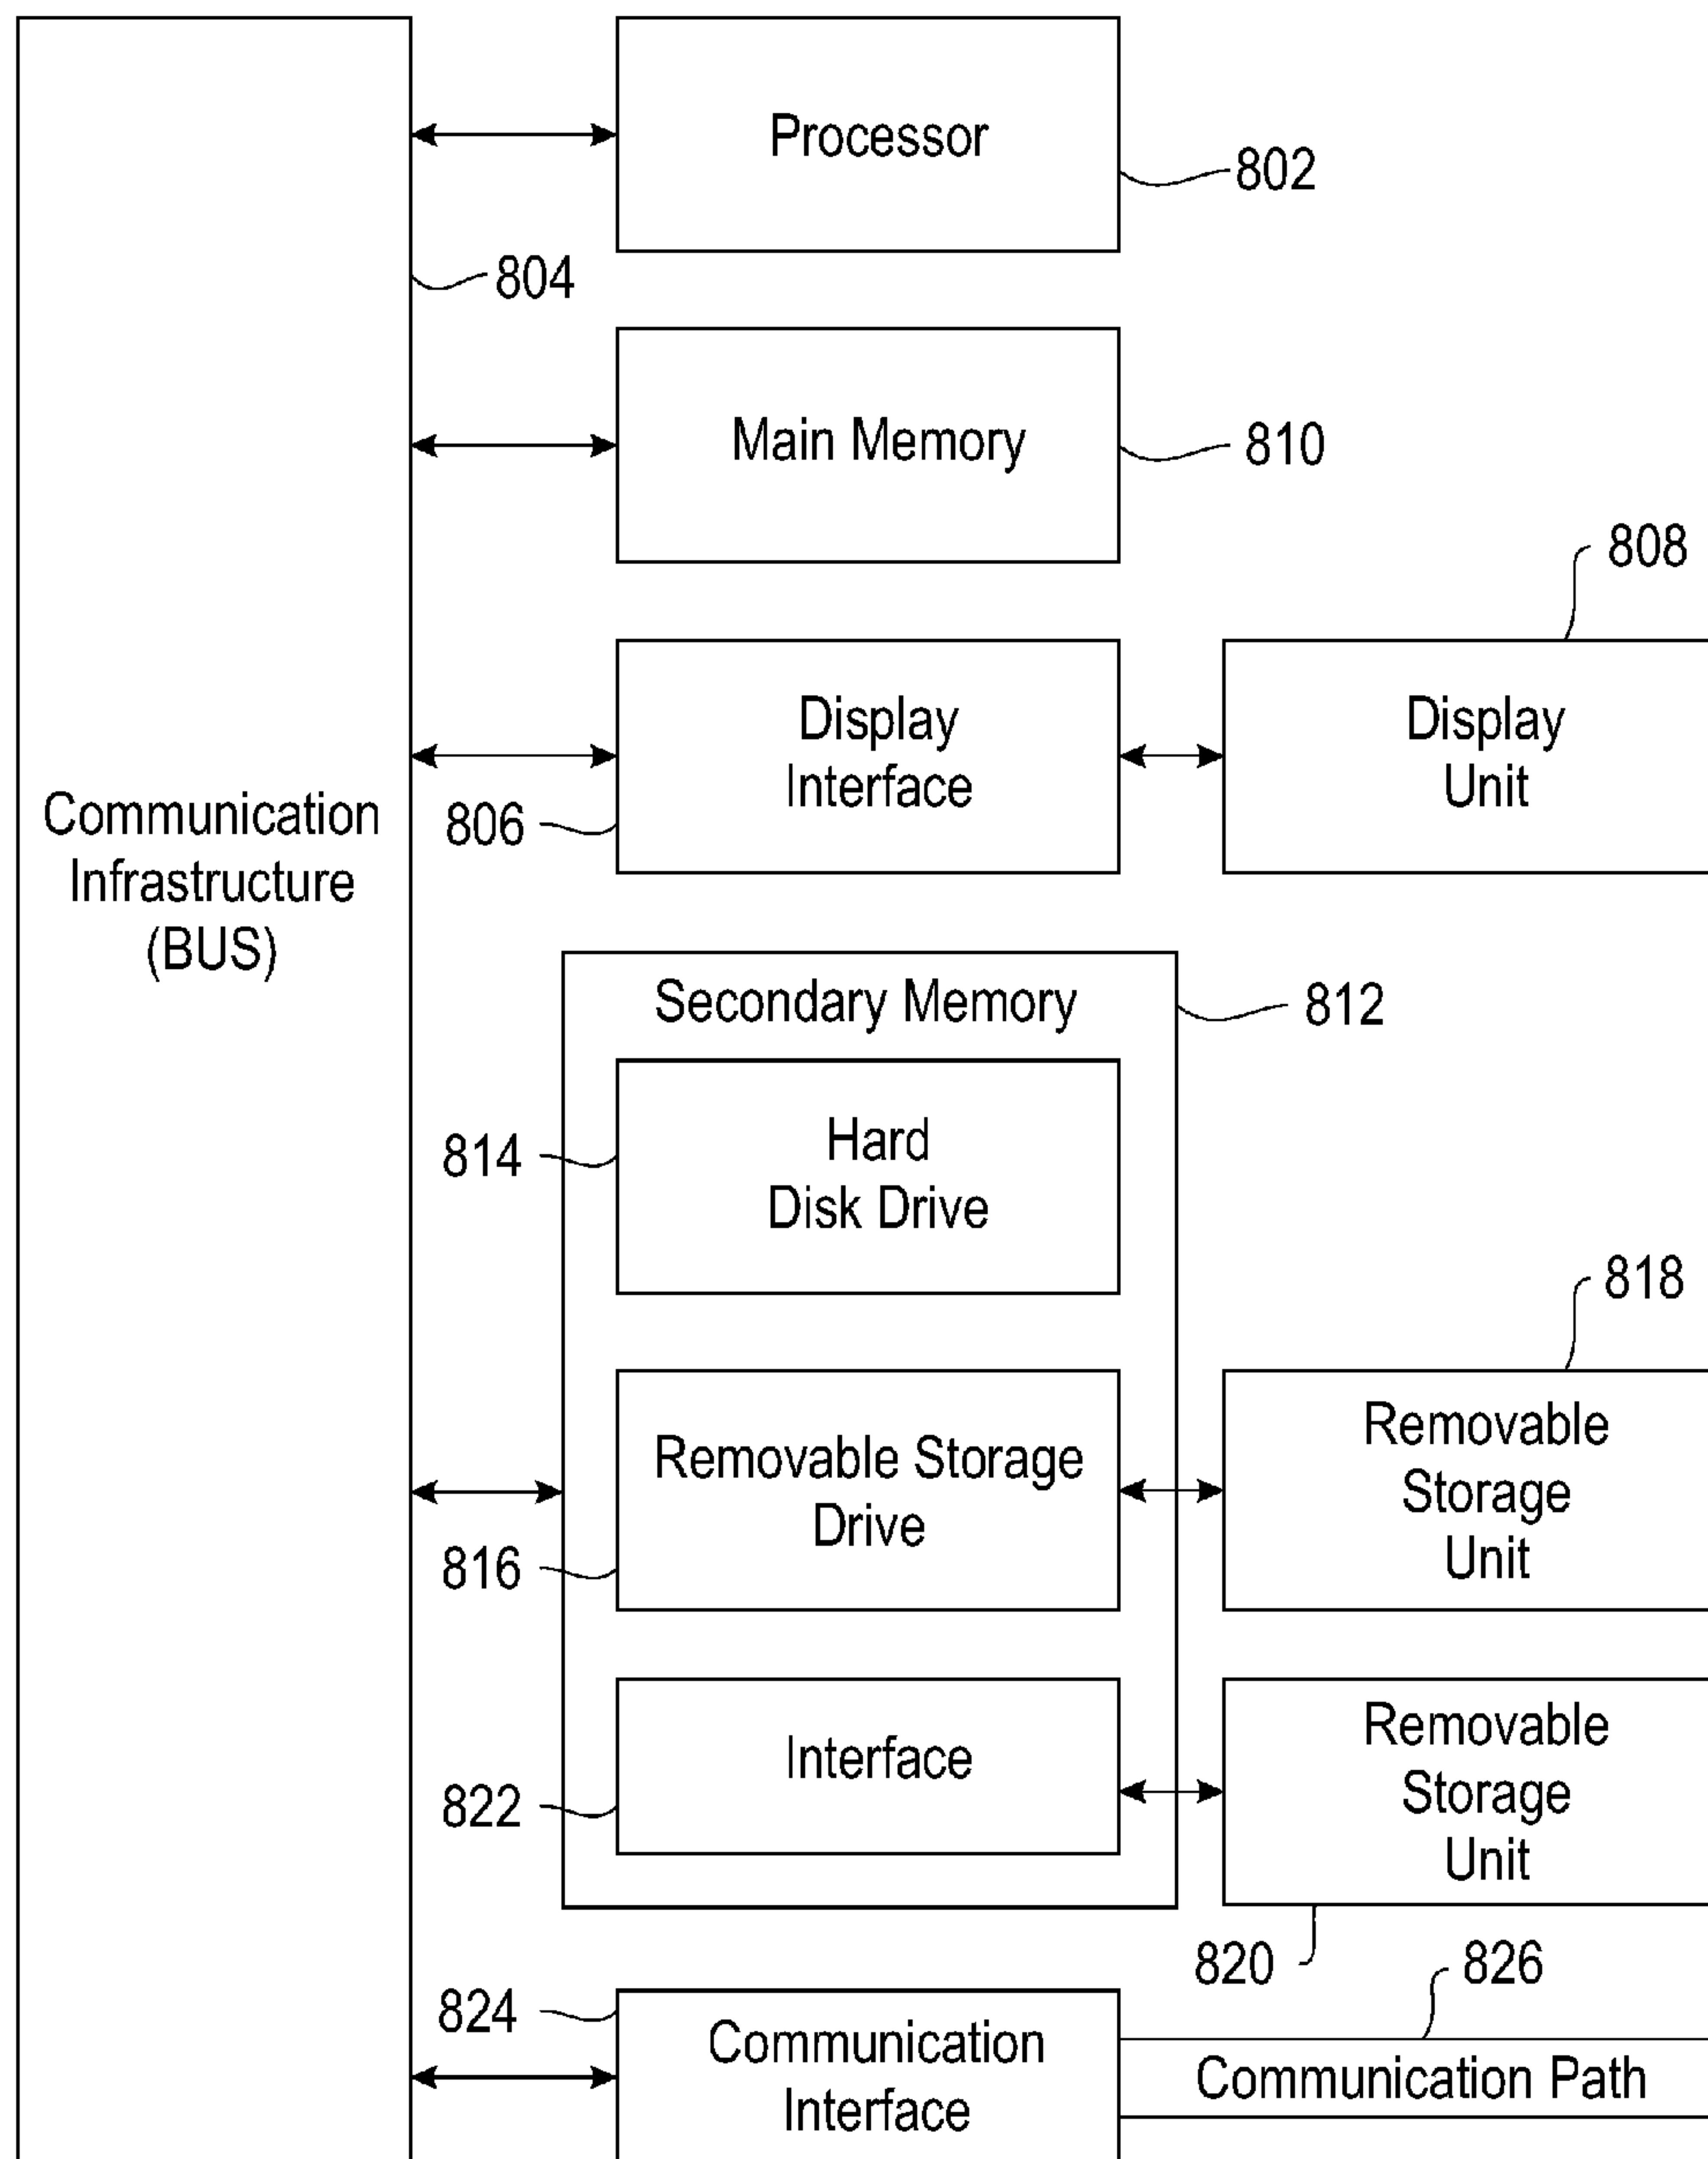 Processor
802
804
Main Memory
810
808
Display
Interface
Display
Unit
806
Communication
Infrastructure
(BUS)
Secondary Memory
812
Hard
Disk Drive
814
818
Removable Storage
Drive
816
Removable
Storage
Unit
Interface
822
Removable
Storage
Unit
820
826
824
Communication
Interface
Communication Path